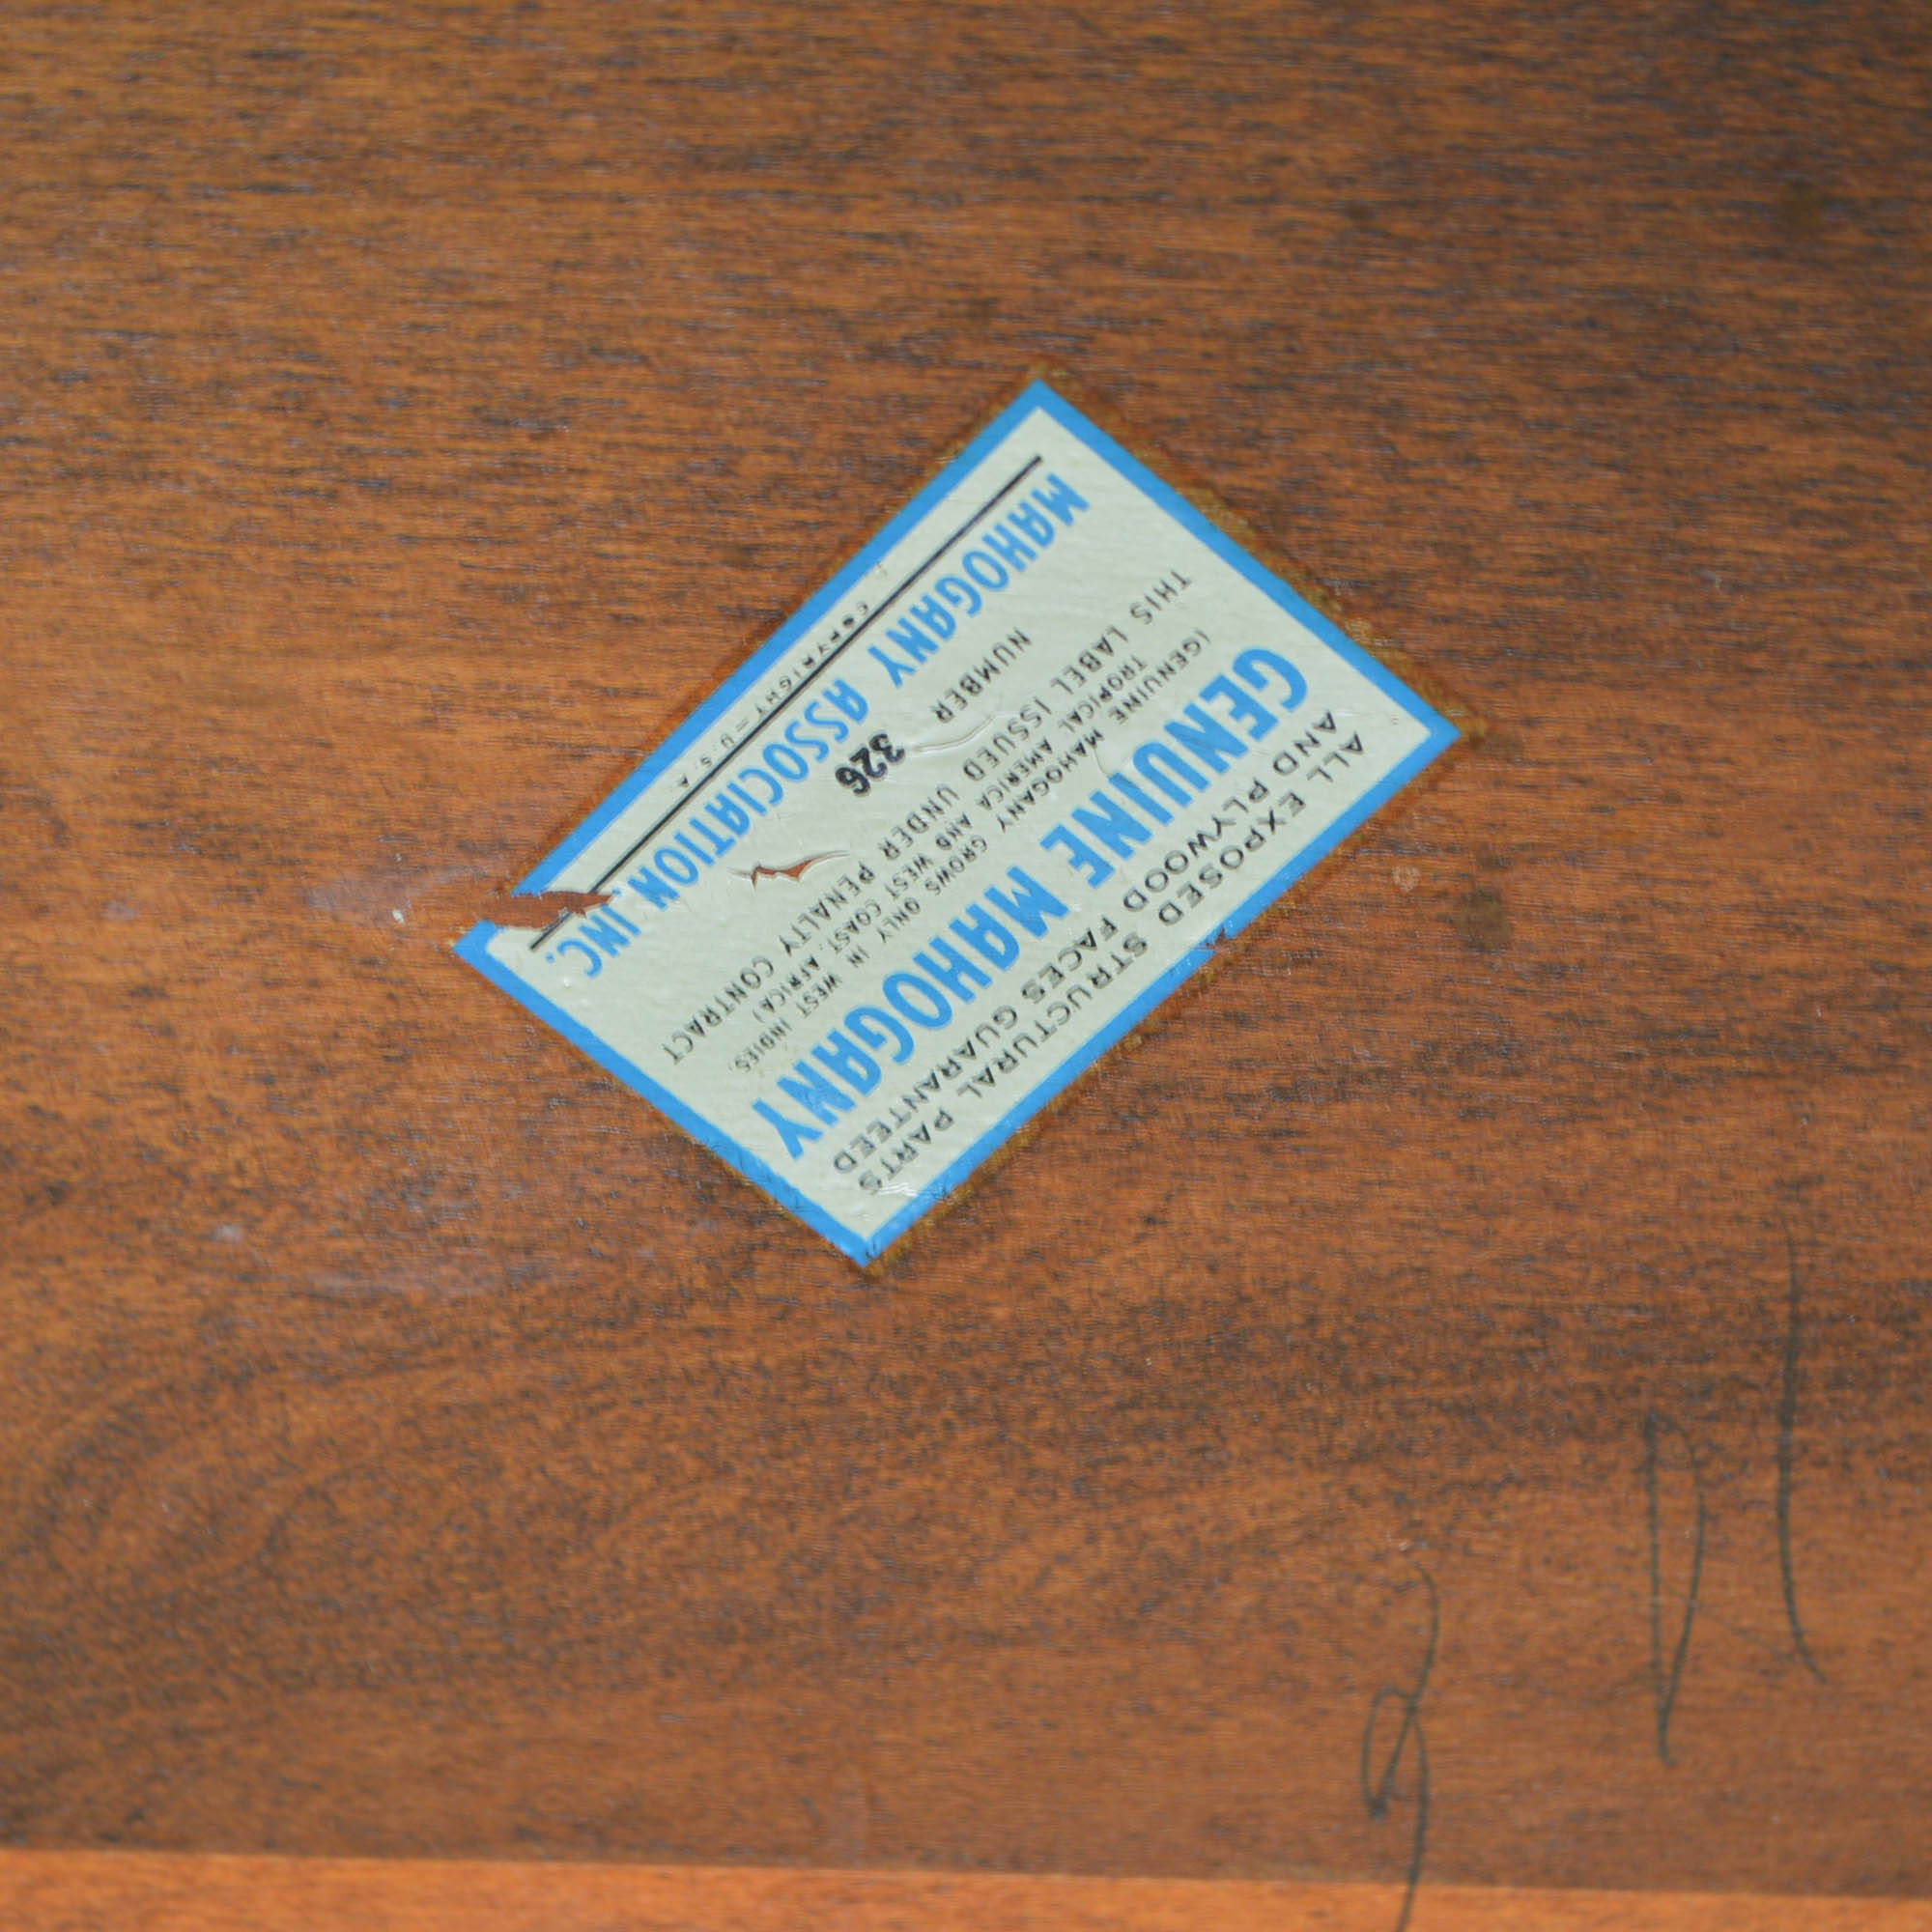 ALL EXPOSED STRUCTURAL PARTS
AND PLYWOOD FACES GUARANTEED
GENUINE MAHOGANY
(GENUINE MAHOGANY GROWS ONLY IN WEST INDIES,
TROPICAL AMERICA AND WEST COAST, AFRICA)
THIS LABEL ISSUED UNDER PENALTY CONTRACT
NUMBER 326
MAHOGANY ASSOCIATION, INC.
COPYRIGHT—U.S.A.